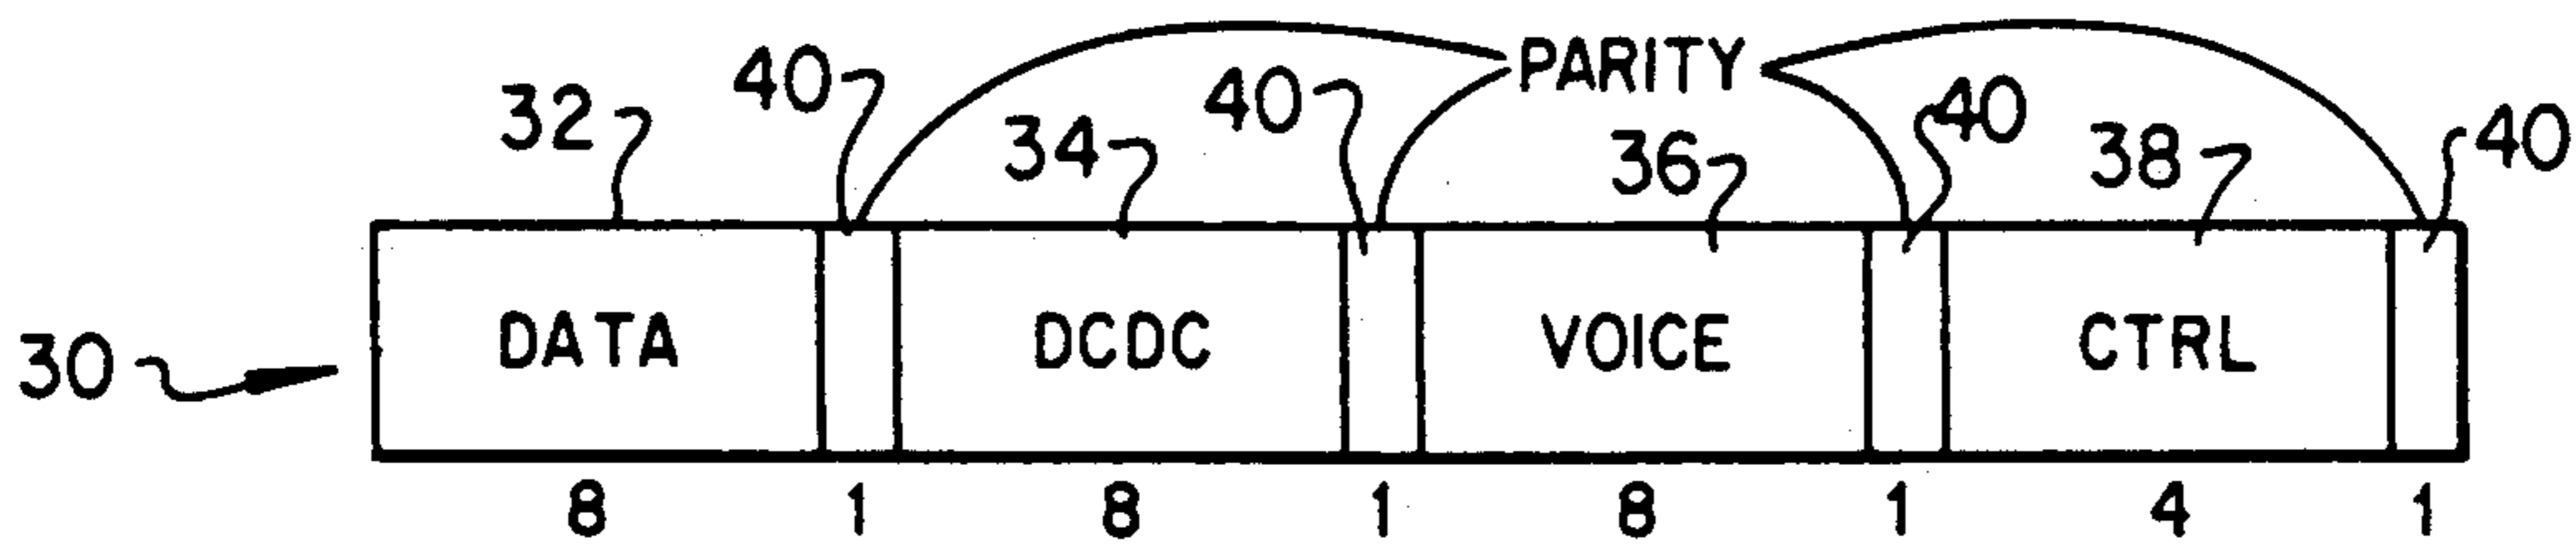 PARITY
32 40 34 40 36 40 38 40
30 DATA DCDC VOICE CTRL
8 1 8 1 8 1 4 1